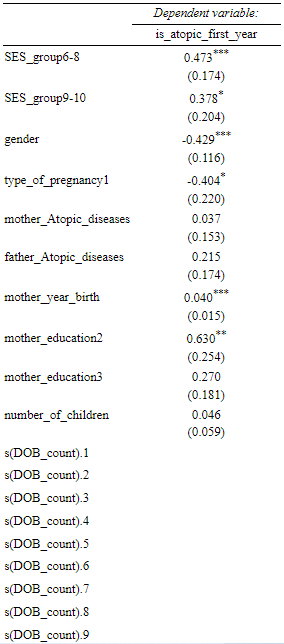 Dependent variable:
is_atopic_first_year
SES_group6-8 0.473***
(0.174)
SES_group9-10 0.378*
(0.204)
gender -0.429***
(0.116)
type_of_pregnancy1 -0.404*
(0.220)
mother_Atopic_diseases 0.037
(0.153)
father_Atopic_diseases 0.215
(0.174)
mother_year_birth 0.040***
(0.015)
mother_education2 0.630**
(0.254)
mother_education3 0.270
(0.181)
number_of_children 0.046
(0.059)
s(DOB_count).1
s(DOB_count).2
s(DOB_count).3
s(DOB_count).4
s(DOB_count).5
s(DOB_count).6
s(DOB_count).7
s(DOB_count).8
s(DOB_count).9